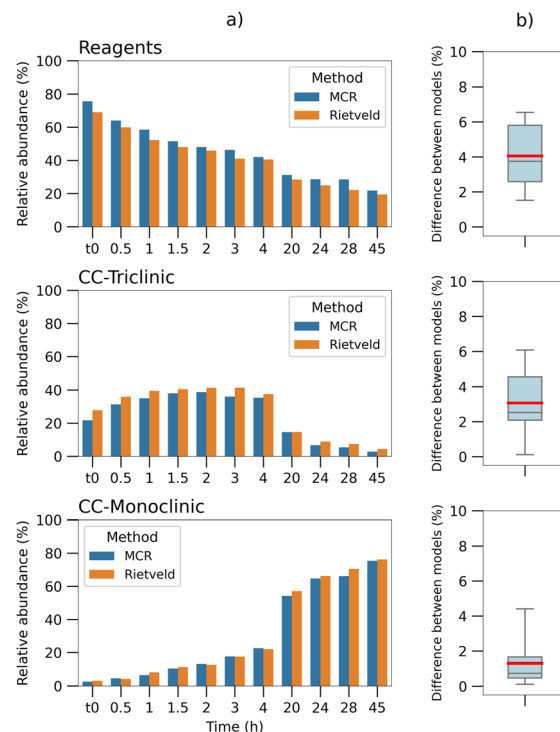 a)
b)
Reagents
Relative abundance (%)
100
80
60
40
20
0
Method
MCR
Rietveld
t0 0.5 1 1.5 2 3 4 20 24 28 45
Difference between models (%)
10
8
6
4
2
0
CC-Triclinic
Relative abundance (%)
100
80
60
40
20
0
Method
MCR
Rietveld
t0 0.5 1 1.5 2 3 4 20 24 28 45
Difference between models (%)
10
8
6
4
2
0
CC-Monoclinic
Relative abundance (%)
100
80
60
40
20
0
Method
MCR
Rietveld
t0 0.5 1 1.5 2 3 4 20 24 28 45
Time (h)
Difference between models (%)
10
8
6
4
2
0